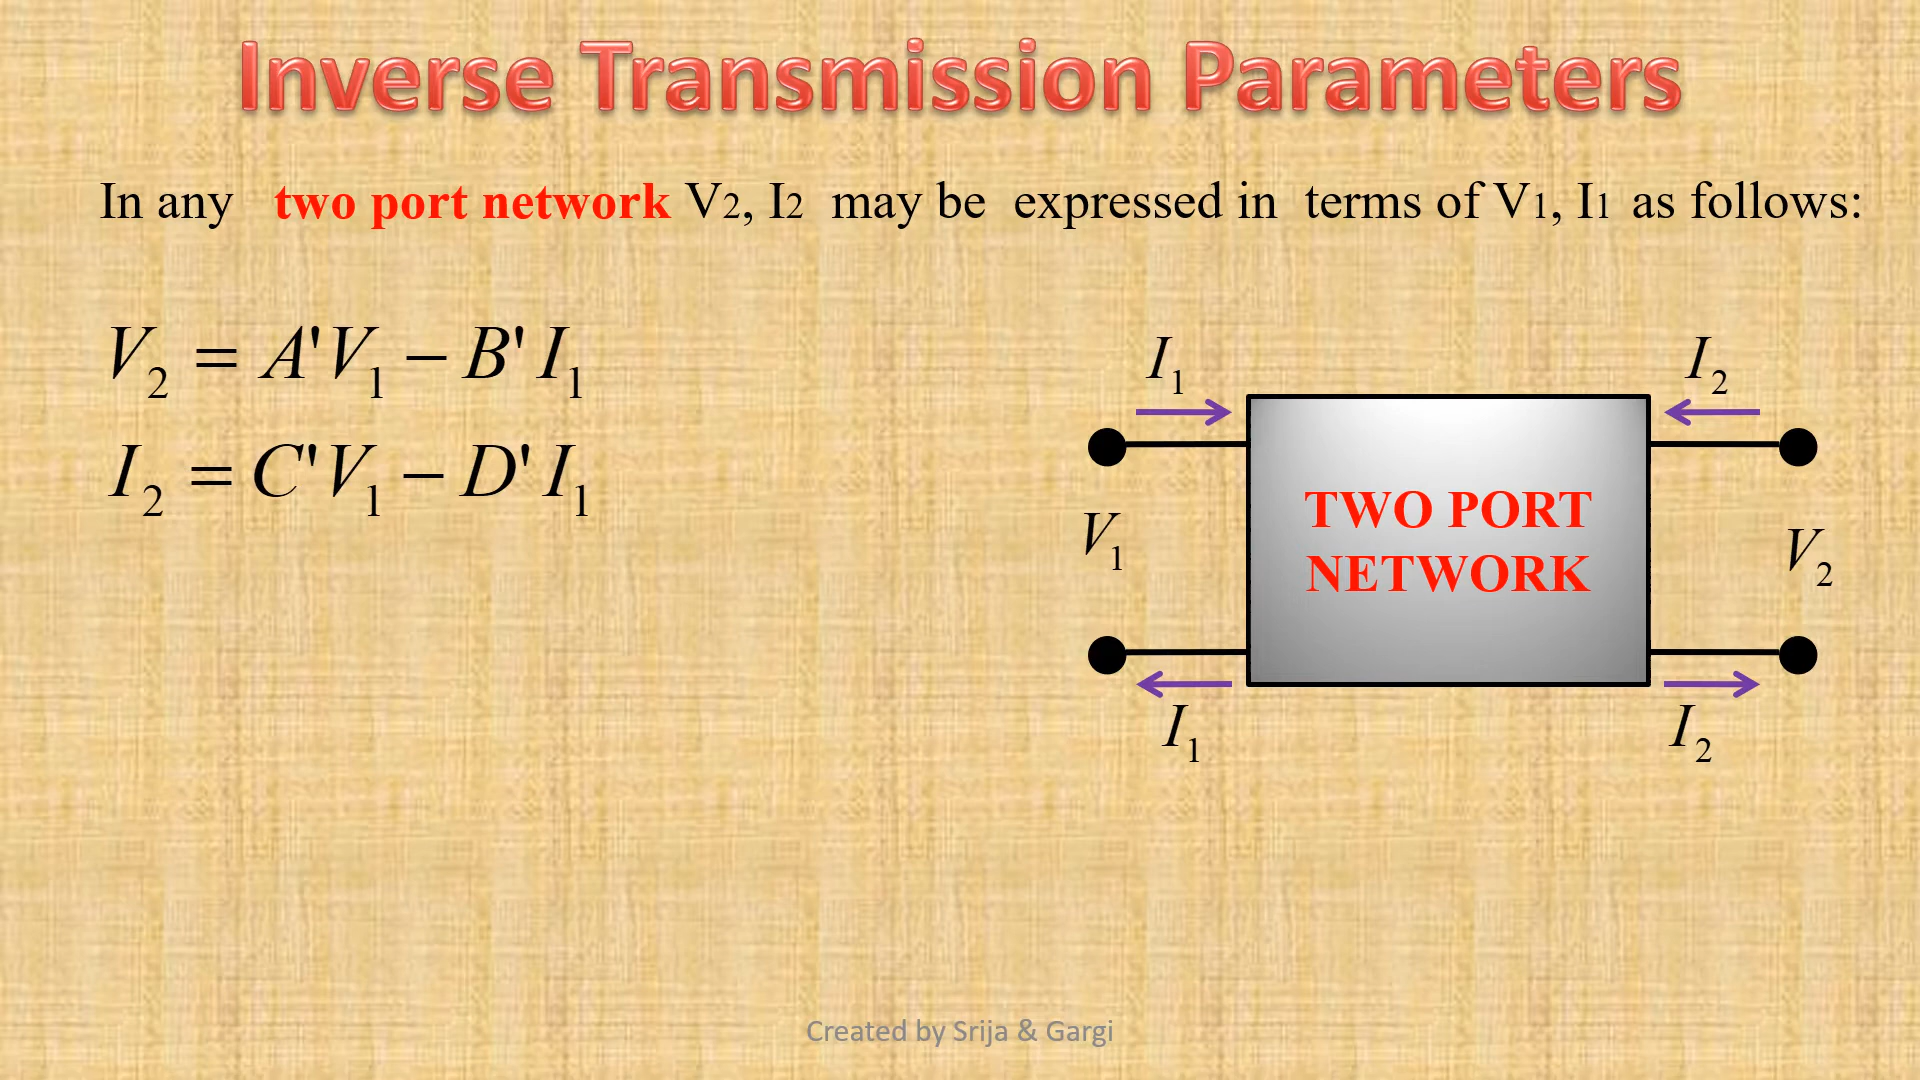 Inverse Transmission Parameters
In any two port network V2, I2 may be expressed in terms of V1, I1 as follows:
V₂ = A'V₁ − B'I₁
I₂ = C'V₁ − D'I₁
I₁ I₂
TWO PORT
NETWORK
V₁ V₂
I₁ I₂
Created by Srija & Gargi